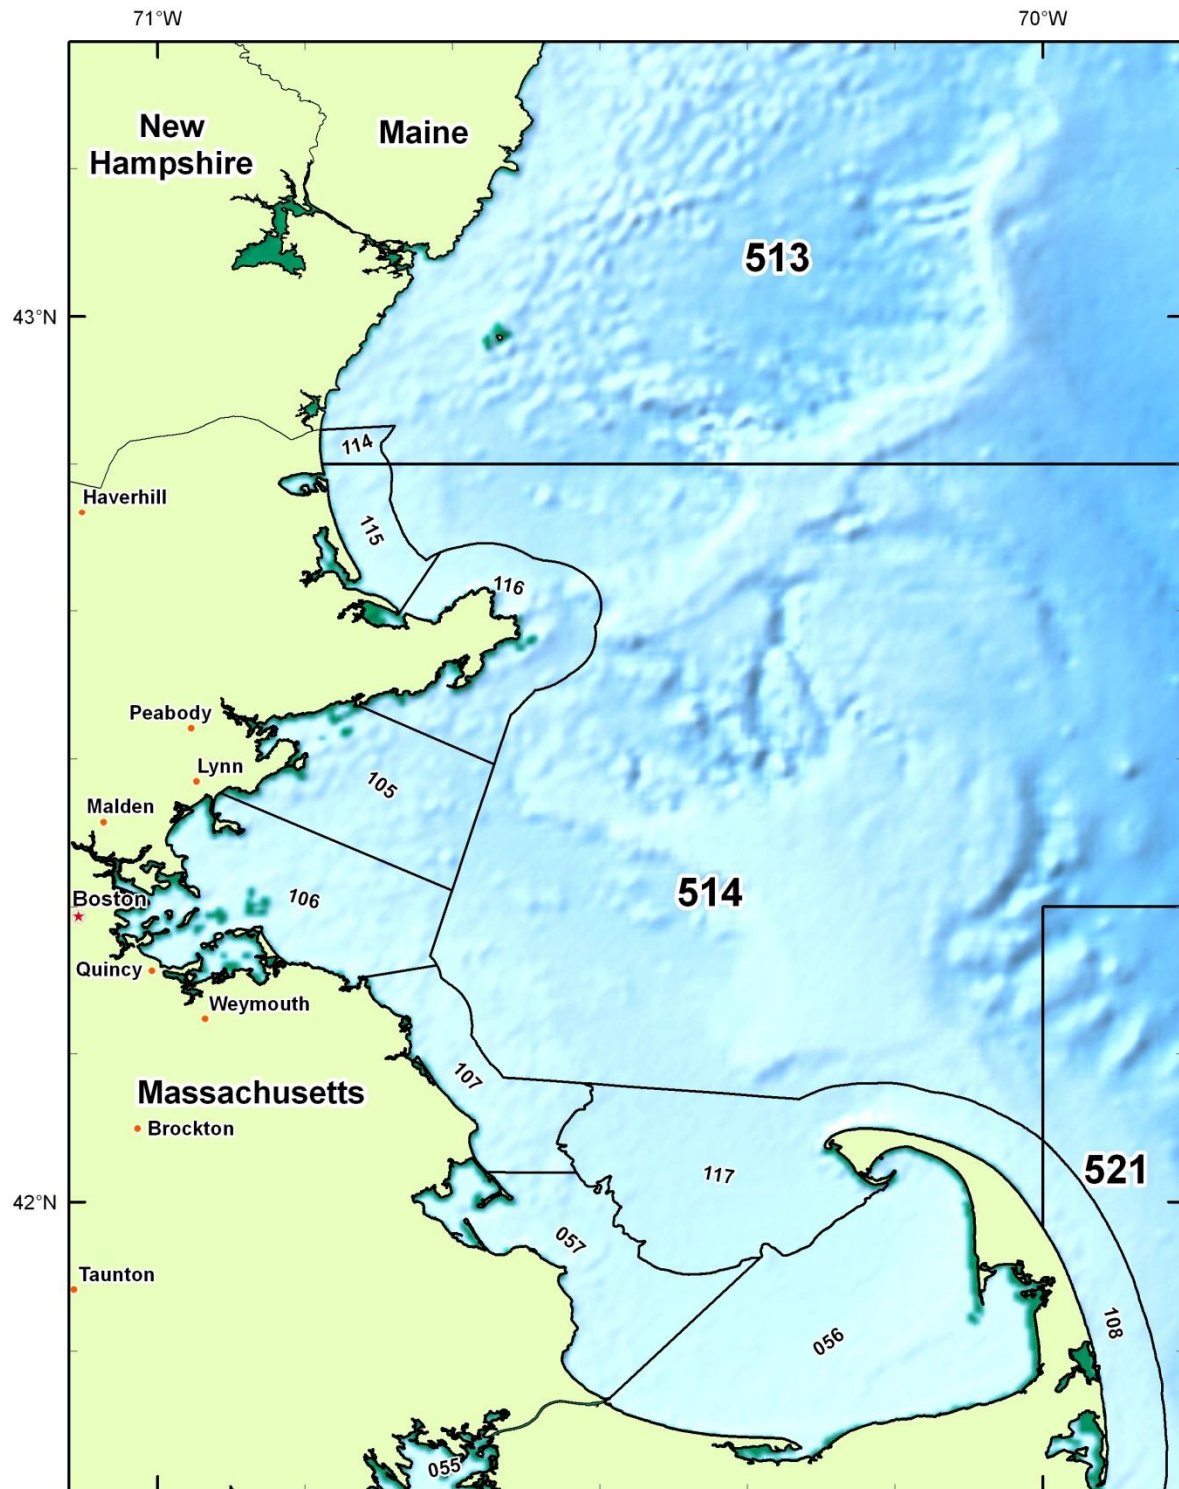 71°W
70°W
New
Hampshire
Maine
513
43°N
114
Haverhill
115
116
Peabody
Lynn
105
Malden
514
Boston
106
Quincy
Weymouth
107
Massachusetts
Brockton
117
521
42°N
057
Taunton
108
056
055